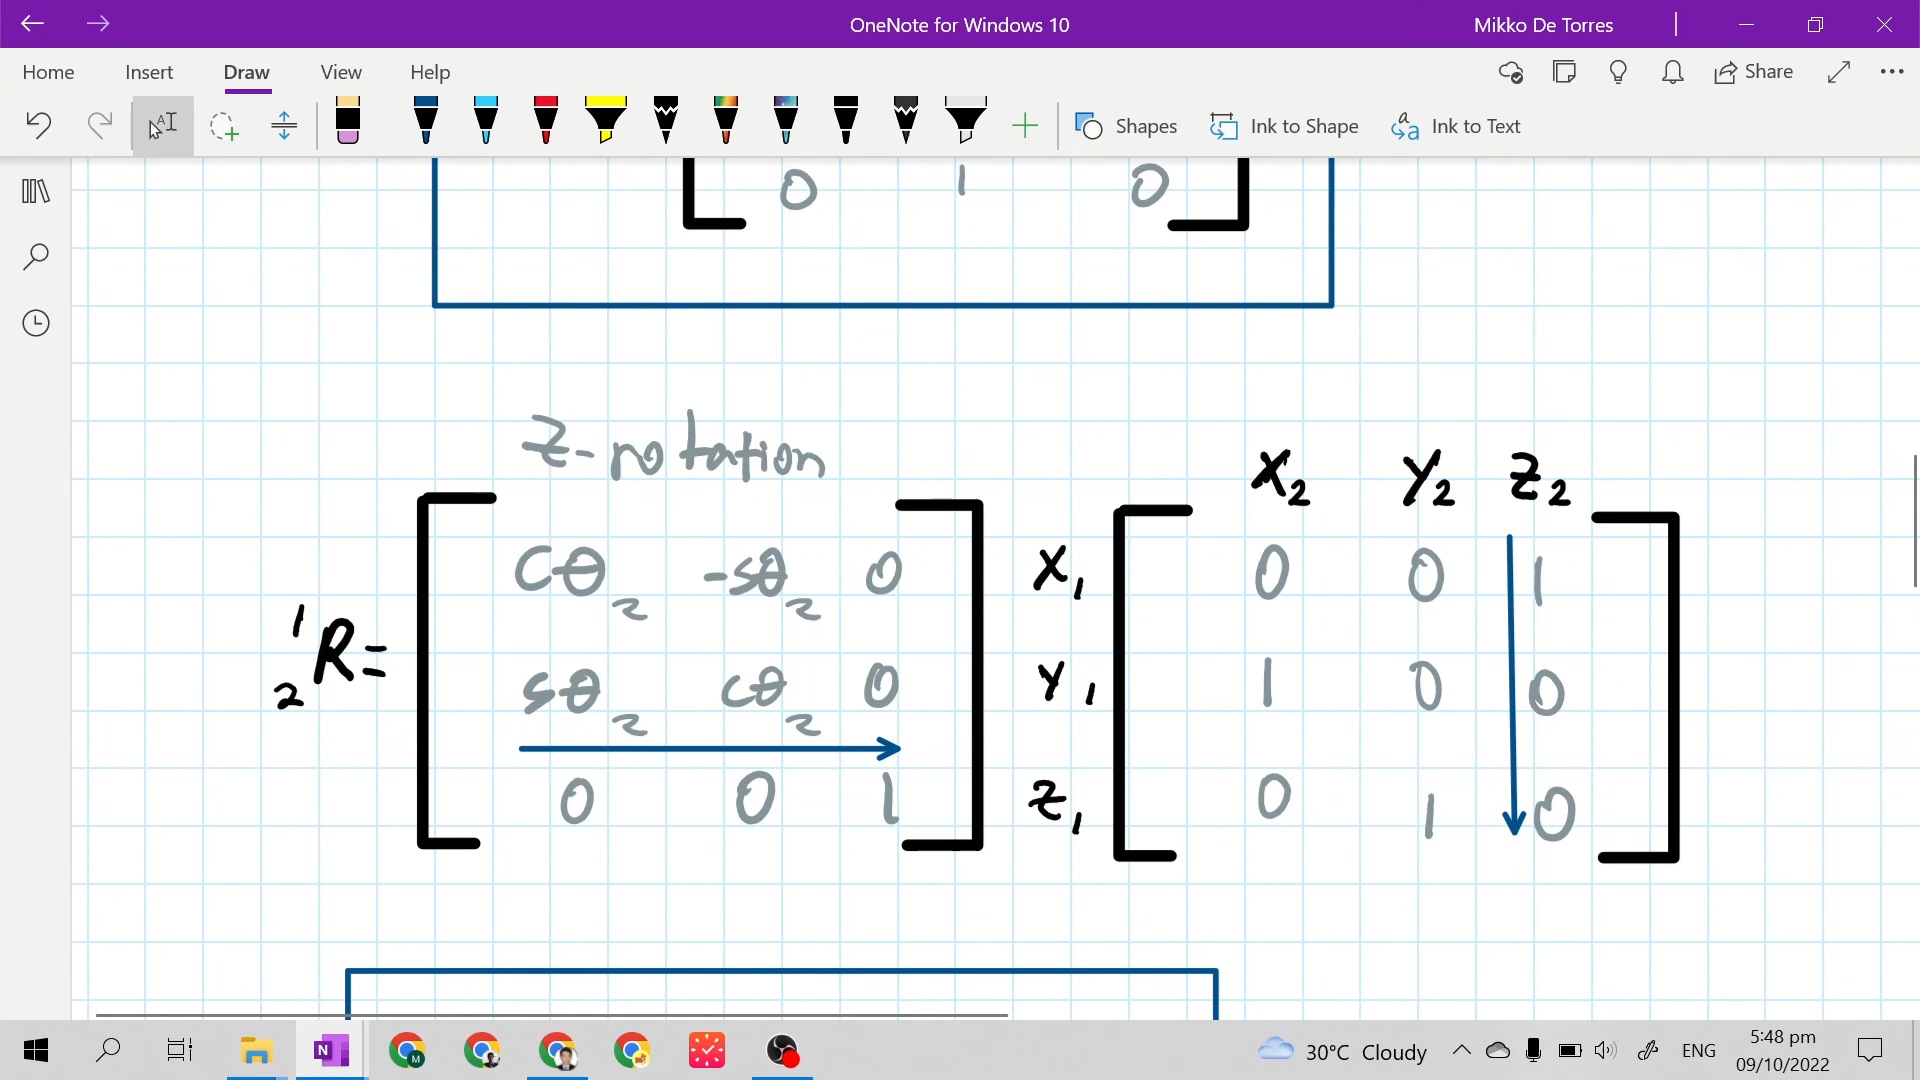 OneNote for Windows 10
Mikko De Torres
Home Insert Draw View Help
Share
Shapes Ink to Shape Ink to Text
0 1 0
Z-rotation
X₂ Y₂ Z₂
Cθ₂ -sθ₂ 0 X₁ 0 0 1
¹₂R=
sθ₂ cθ₂ 0 Y₁ 1 0 0
0 0 1 Z₁ 0 1 0
30°C Cloudy
ENG
5:48 pm
09/10/2022